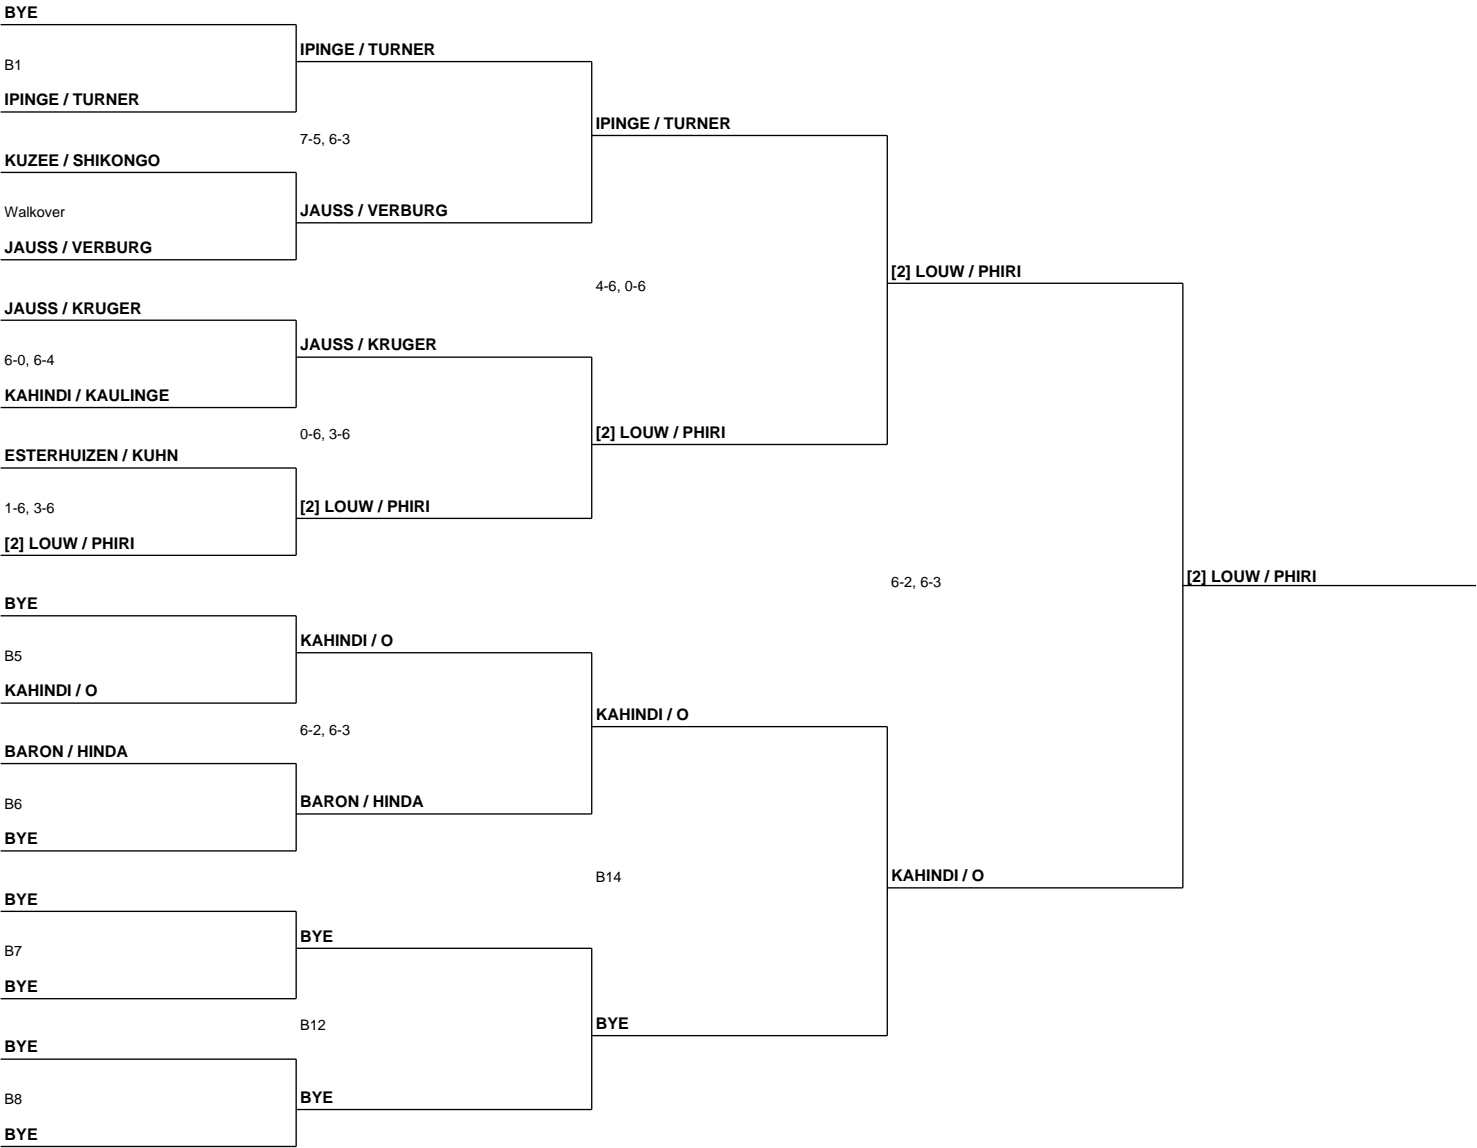 BYE
B1
IPINGE / TURNER
KUZEE / SHIKONGO
Walkover
JAUSS / VERBURG
JAUSS / KRUGER
6-0, 6-4
KAHINDI / KAULINGE
ESTERHUIZEN / KUHN
1-6, 3-6
[2] LOUW / PHIRI
BYE
B5
KAHINDI / O
BARON / HINDA
B6
BYE
BYE
B7
BYE
BYE
B8
BYE
IPINGE / TURNER
7-5, 6-3
JAUSS / VERBURG
JAUSS / KRUGER
0-6, 3-6
[2] LOUW / PHIRI
KAHINDI / O
6-2, 6-3
BARON / HINDA
BYE
B12
BYE
IPINGE / TURNER
4-6, 0-6
[2] LOUW / PHIRI
KAHINDI / O
B14
BYE
[2] LOUW / PHIRI
6-2, 6-3
KAHINDI / O
[2] LOUW / PHIRI